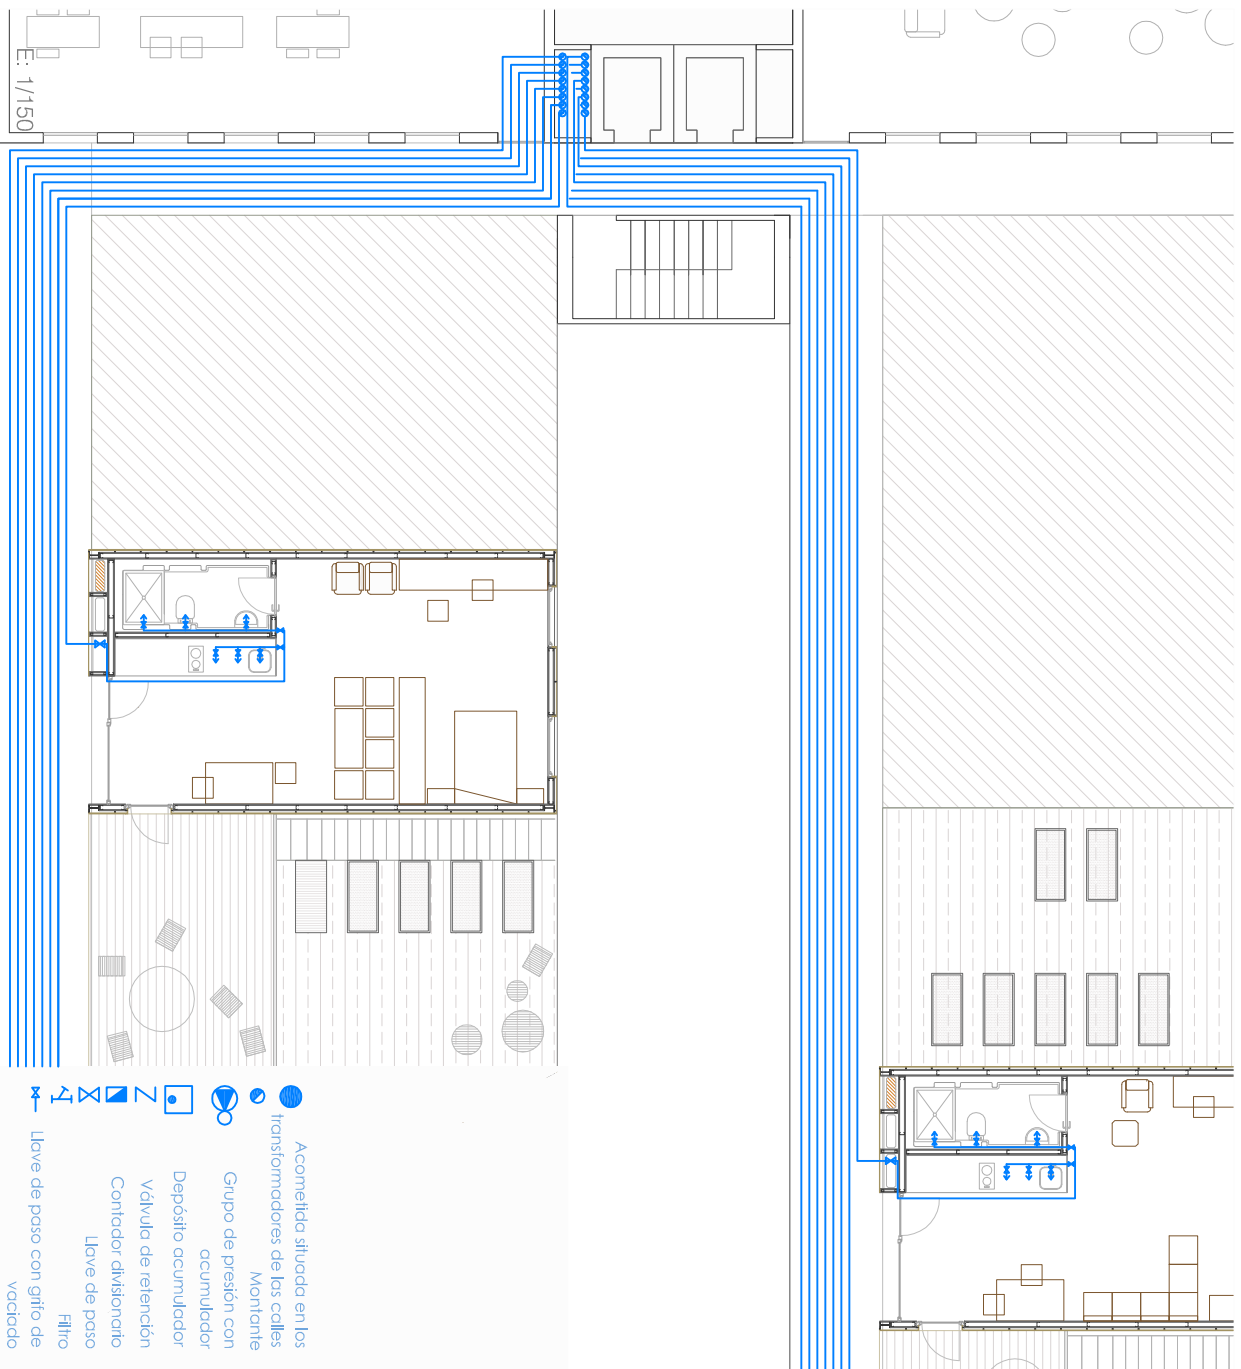 E: 1/150
Acometida situada en los
transformadores de las calles
Montante
Grupo de presión con
acumulador
Depósito acumulador
Válvula de retención
Contador divisionario
Llave de paso
Filtro
Llave de paso con grifo de
vaciado